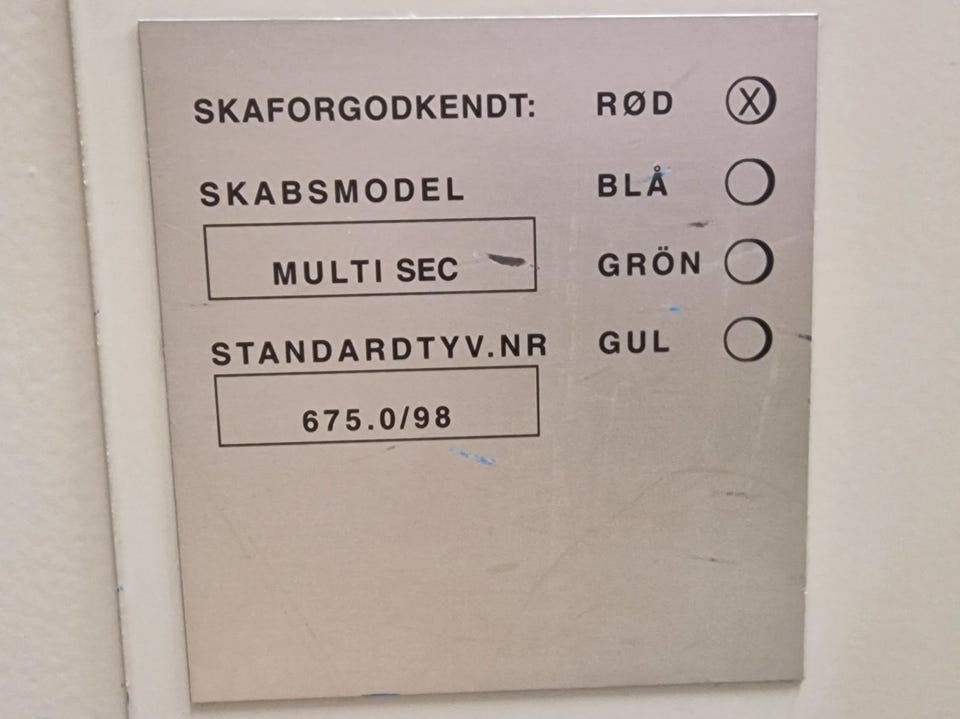 SKAFORGODKENDT: RØD X
SKABSMODEL BLÅ
MULTI SEC GRÖN
STANDARDTYV.NR GUL
675.0/98